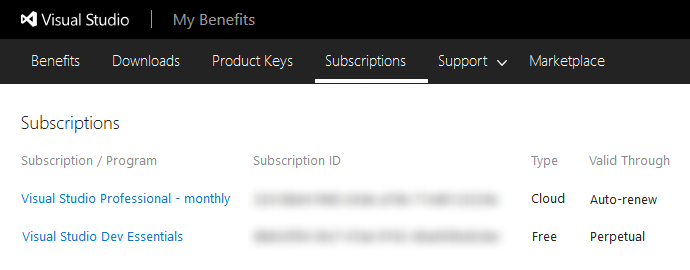 Visual Studio | My Benefits
Benefits Downloads Product Keys Subscriptions Support Marketplace
Subscriptions
Subscription / Program Subscription ID Type Valid Through
Visual Studio Professional - monthly Cloud Auto-renew
Visual Studio Dev Essentials Free Perpetual